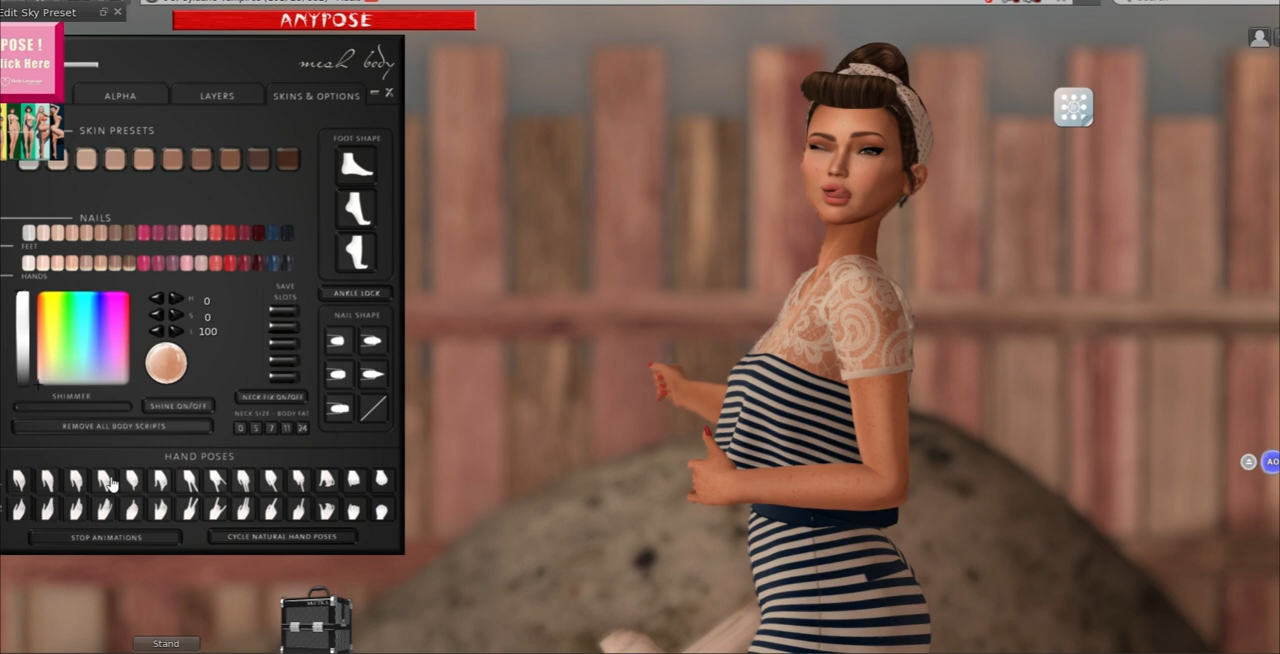 Edit Sky Preset
ANYPOSE
POSE !
lick Here
mesh body
ALPHA
LAYERS
SKINS & OPTIONS
X
SKIN PRESETS
FOOT SHAPE
NAILS
FEET
HANDS
SAVE
SLOTS
ANKLE LOCK
H 0
S 0
L 100
NAIL SHAPE
SHIMMER
SHINE ON/OFF
NECK FIX ON/OFF
NECK SIZE - BODY FAT
0 5 7 11 24
REMOVE ALL BODY SCRIPTS
HAND POSES
STOP ANIMATIONS
CYCLE NATURAL HAND POSES
Stand
AO